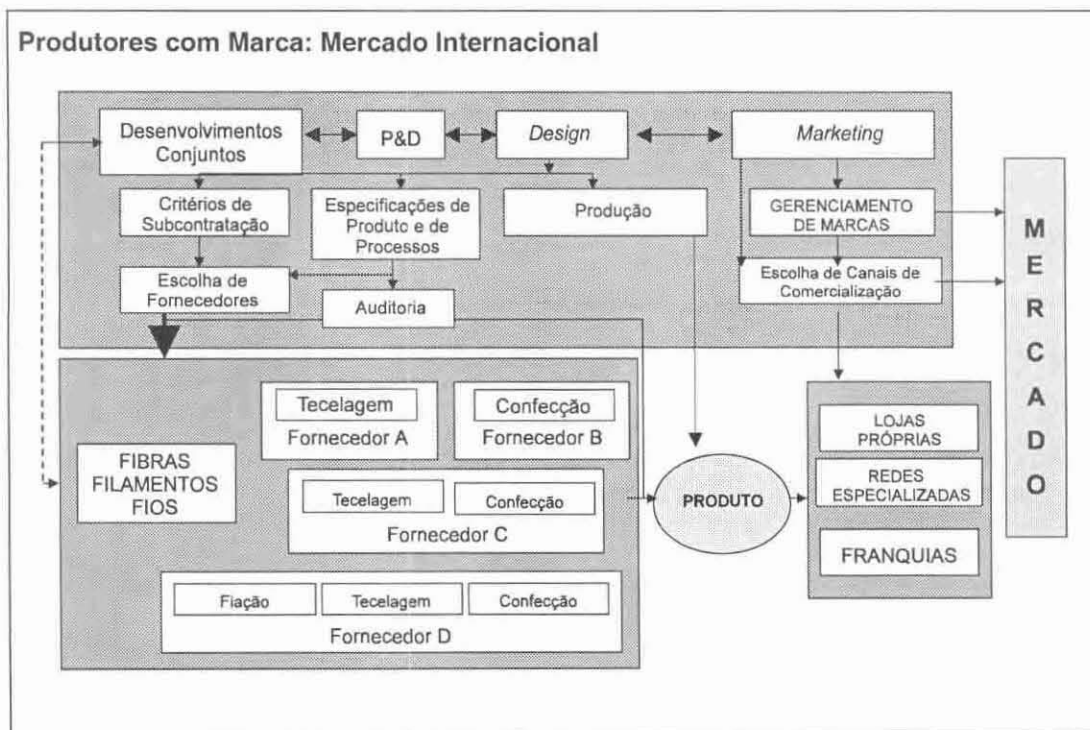 Produtores com Marca: Mercado Internacional
Desenvolvimentos
Conjuntos
P&D
Design
Marketing
Critérios de
Subcontratação
Especificações de
Produto e de
Processos
Produção
GERENCIAMENTO
DE MARCAS
Escolha de
Fornecedores
Auditoria
Escolha de Canais de
Comercialização
MERCADO
Tecelagem
Fornecedor A
Confecção
Fornecedor B
FIBRAS
FILAMENTOS
FIOS
Tecelagem
Confecção
Fornecedor C
Fiação
Tecelagem
Confecção
Fornecedor D
PRODUTO
LOJAS
PRÓPRIAS
REDES
ESPECIALIZADAS
FRANQUIAS